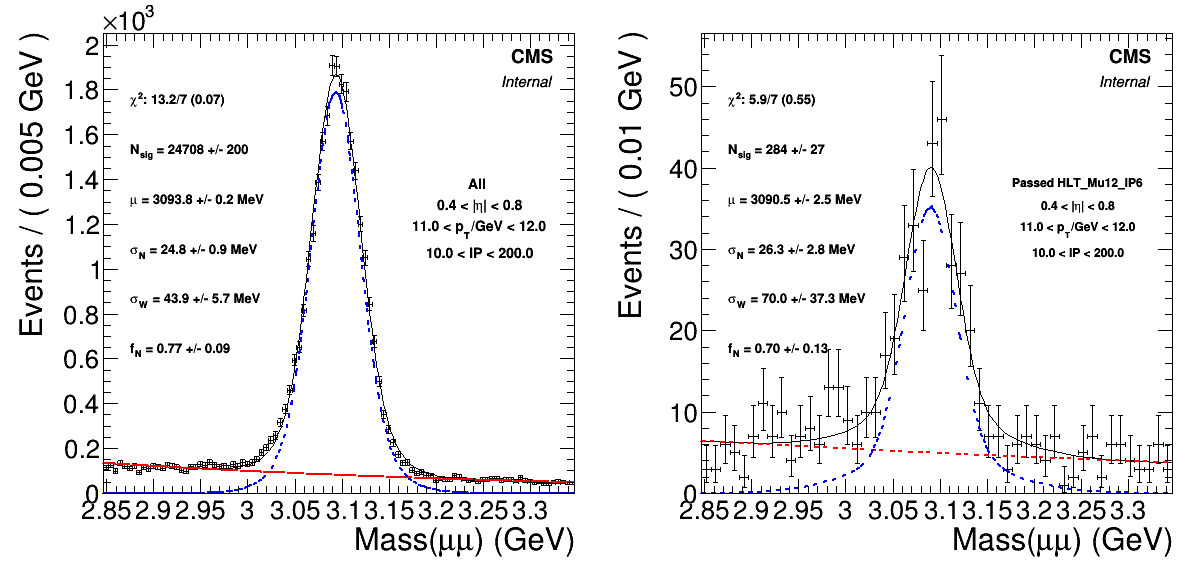 ×10³
Events / ( 0.005 GeV )
2
1.8
1.6
1.4
1.2
1
0.8
0.6
0.4
0.2
0
CMS
Internal
χ²: 13.2/7 (0.07)
N_sig = 24708 +/- 200
μ = 3093.8 +/- 0.2 MeV
σ_N = 24.8 +/- 0.9 MeV
σ_W = 43.9 +/- 5.7 MeV
f_N = 0.77 +/- 0.09
All
0.4 < |η| < 0.8
11.0 < p_T/GeV < 12.0
10.0 < IP < 200.0
2.85 2.9 2.95 3 3.05 3.1 3.15 3.2 3.25 3.3
Mass(μμ) (GeV)
Events / ( 0.01 GeV )
50
40
30
20
10
0
CMS
Internal
χ²: 5.9/7 (0.55)
N_sig = 284 +/- 27
μ = 3090.5 +/- 2.5 MeV
σ_N = 26.3 +/- 2.8 MeV
σ_W = 70.0 +/- 37.3 MeV
f_N = 0.70 +/- 0.13
Passed HLT_Mu12_IP6
0.4 < |η| < 0.8
11.0 < p_T/GeV < 12.0
10.0 < IP < 200.0
2.85 2.9 2.95 3 3.05 3.1 3.15 3.2 3.25 3.3
Mass(μμ) (GeV)